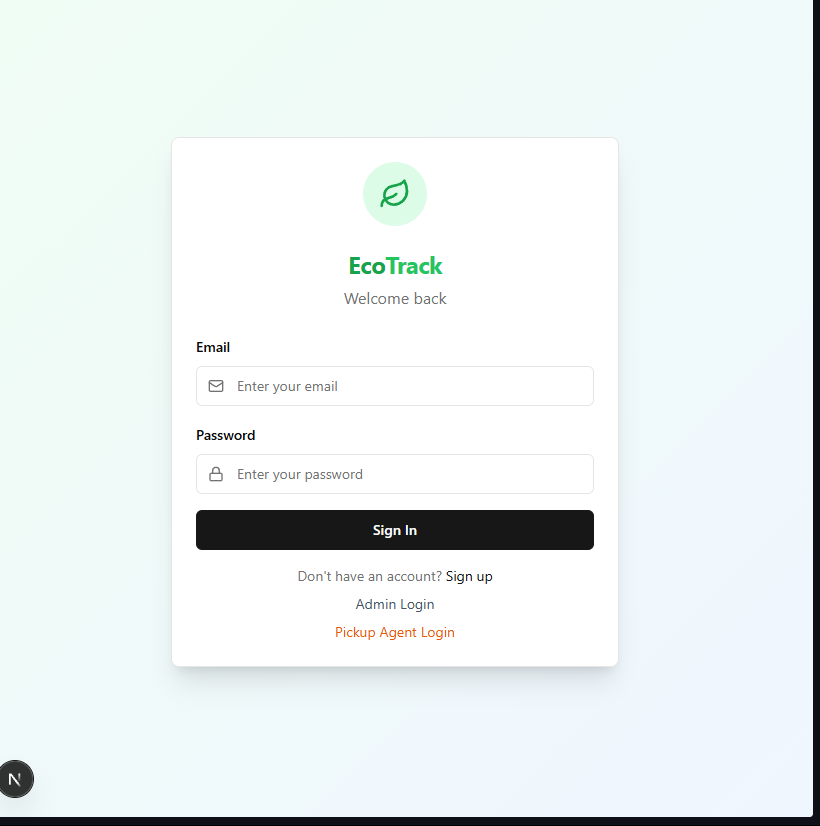 EcoTrack
Welcome back
Email
Enter your email
Password
Enter your password
Sign In
Don't have an account? Sign up
Admin Login
Pickup Agent Login
N